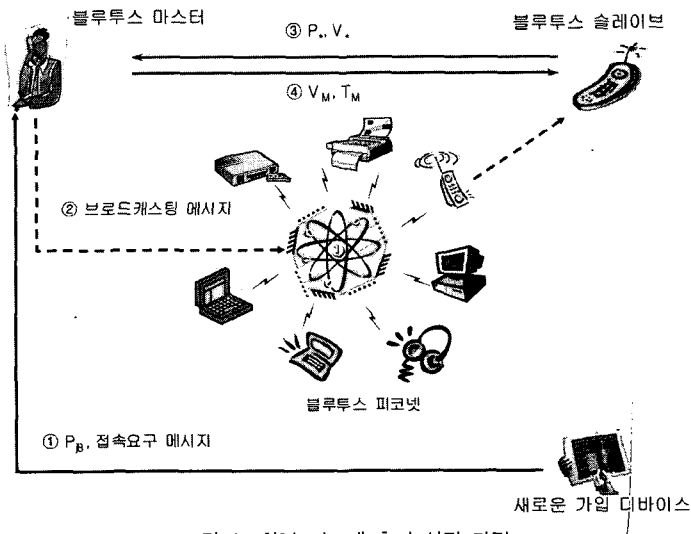 블루투스 마스터
③ P*, V*
블루투스 슬레이브
④ V_M, T_M
② 브로드캐스팅 메시지
블루투스 피코넷
① P_jB, 접속요구 메시지
새로운 가입 디바이스